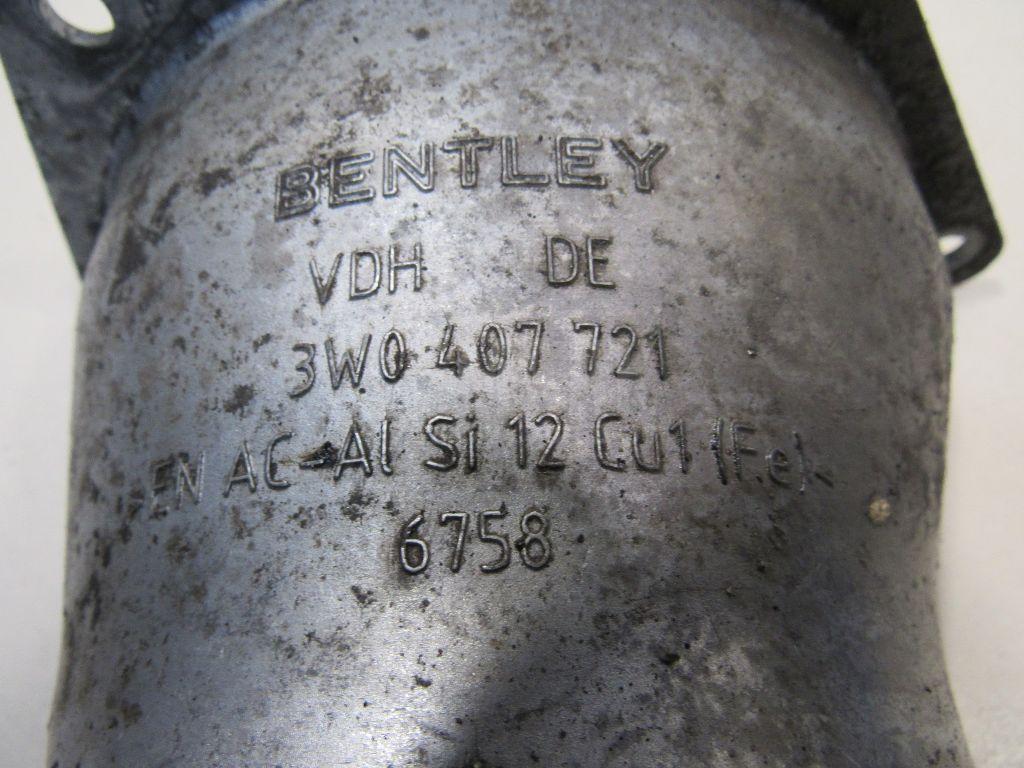 BENTLEY
VDH DE
3W0 407 721
EN AC-Al Si 12 Cu1 (Fe)
6758